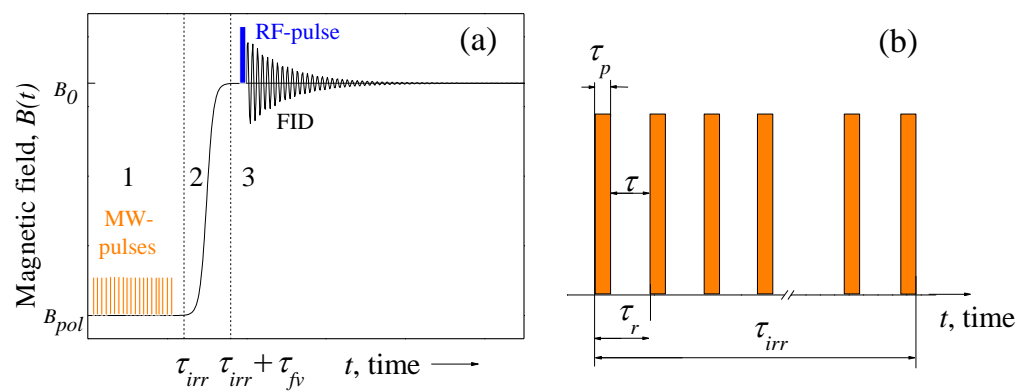 (a)
RF-pulse
B0
FID
Magnetic field, B(t)
1
2
3
MW-
pulses
Bpol
τirr
τirr + τfv
t, time
(b)
τp
τ
τr
τirr
t, time